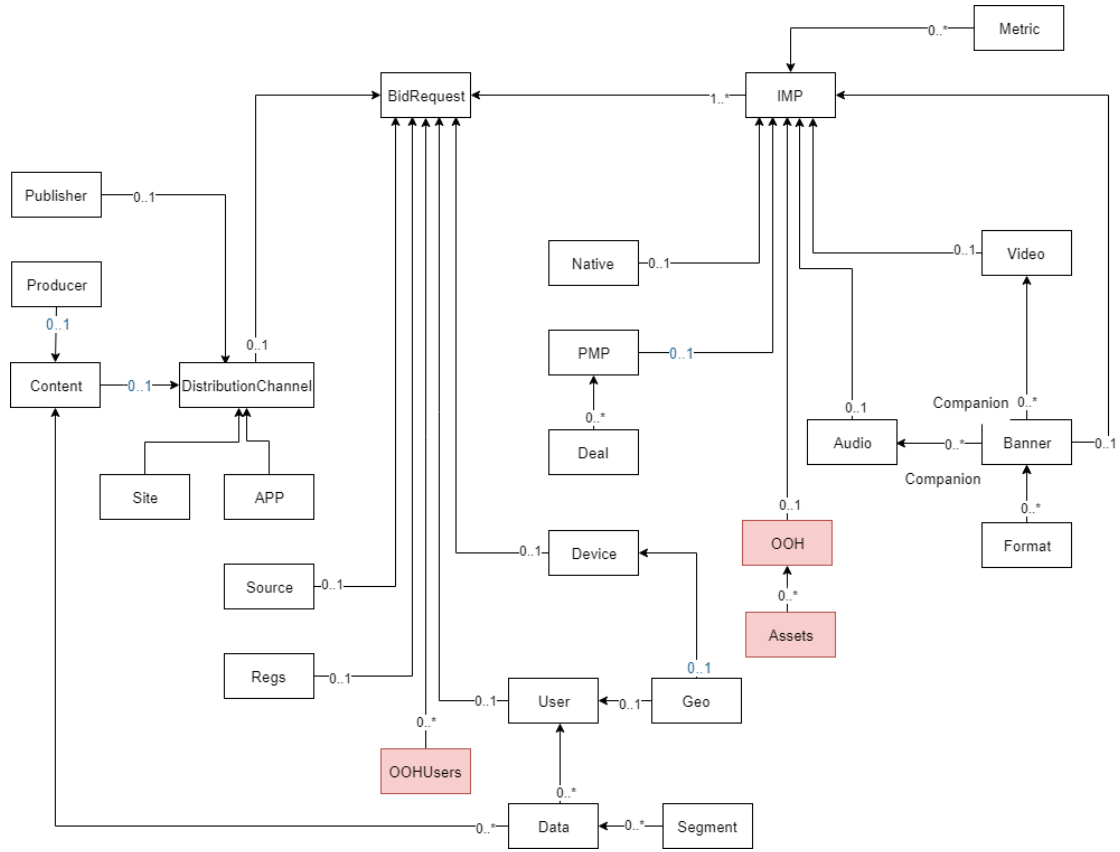 Metric
0..*
BidRequest
1..*
IMP
Publisher
0..1
Native
0..1
0..1
Video
Producer
0..1
0..1
PMP
0..1
Content
0..1
DistributionChannel
0..*
Deal
0..1
Companion
0..*
Audio
0..*
Banner
0..1
Companion
Site
APP
0..1
0..*
OOH
Format
0..1
Device
Source
0..1
0..*
Assets
Regs
0..1
0..1
0..1
User
0..1
Geo
0..*
OOHUsers
0..*
0..*
Data
0..*
Segment